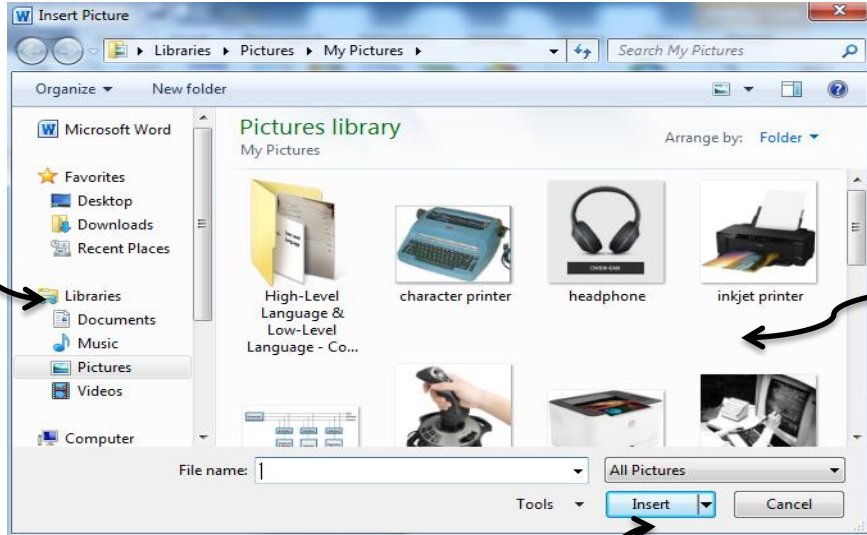 Insert Picture
Libraries
Pictures
My Pictures
Search My Pictures
Organize
New folder
Microsoft Word
Favorites
Desktop
Downloads
Recent Places
Libraries
Documents
Music
Pictures
Videos
Computer
Pictures library
My Pictures
Arrange by: Folder
High-Level
Language &
Low-Level
Language - Co...
character printer
headphone
OVER-EAR
inkjet printer
File name:
All Pictures
Tools
Insert
Cancel